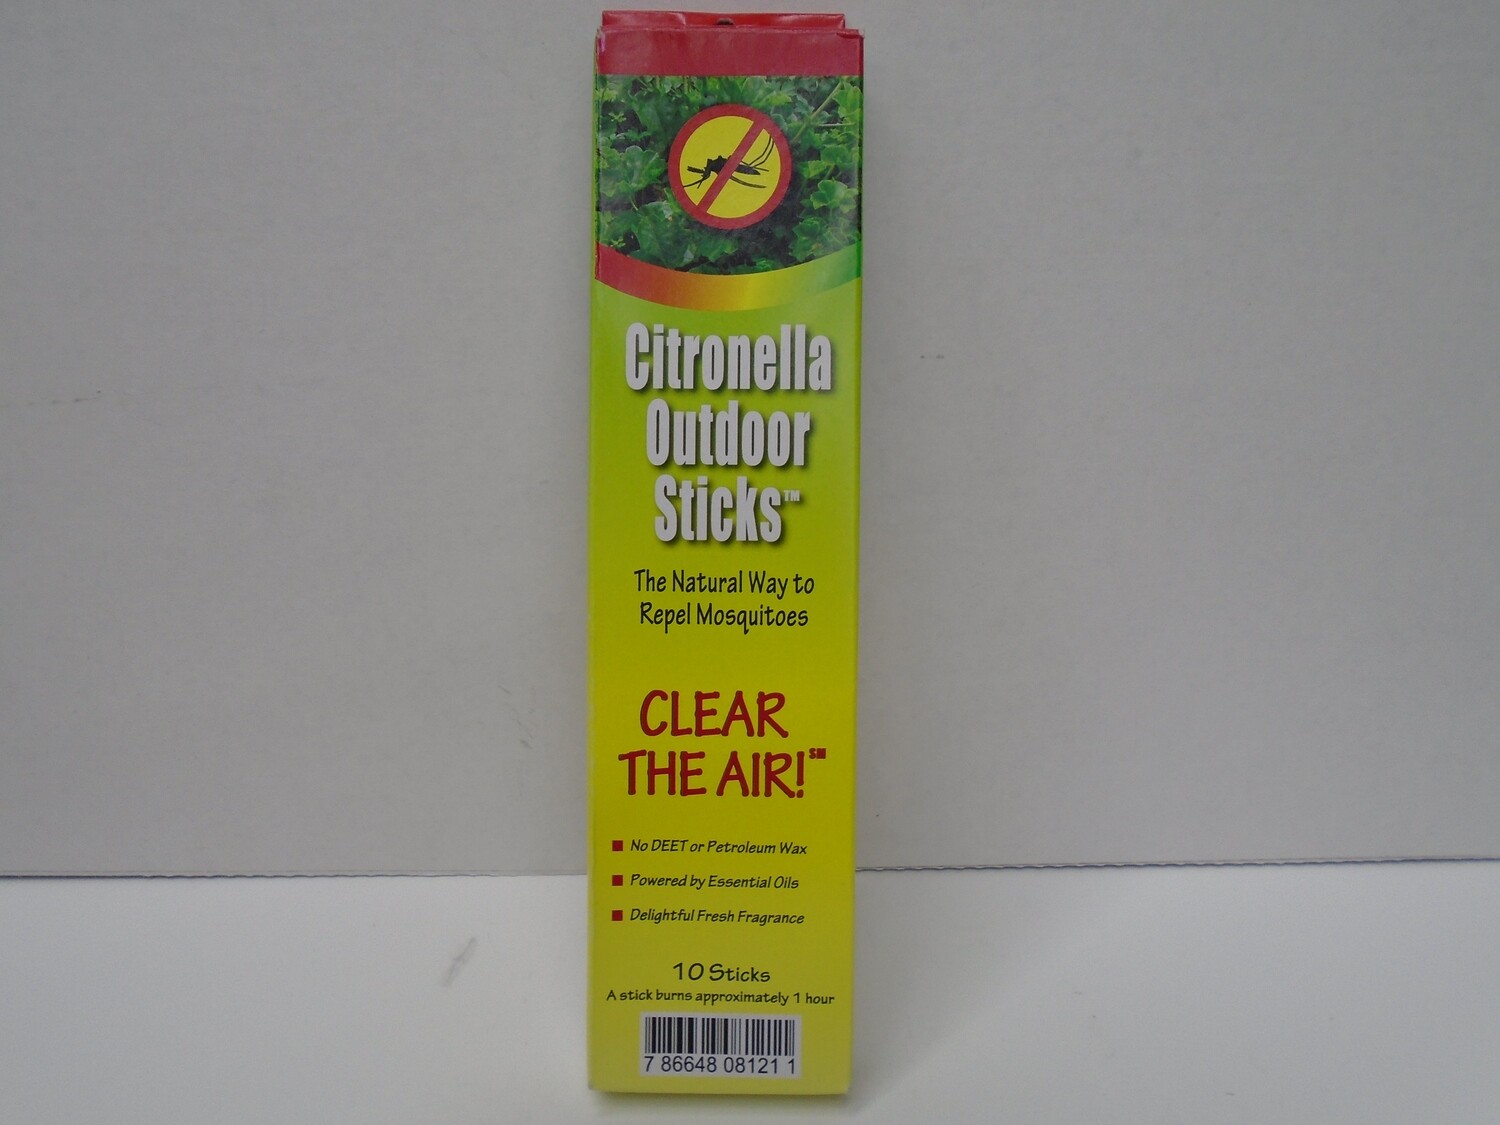 Citronella
Outdoor
Sticks™
The Natural Way to
Repel Mosquitoes
CLEAR
THE AIR!℠
■ No DEET or Petroleum Wax
■ Powered by Essential Oils
■ Delightful Fresh Fragrance
10 Sticks
A stick burns approximately 1 hour
7 86648 08121 1